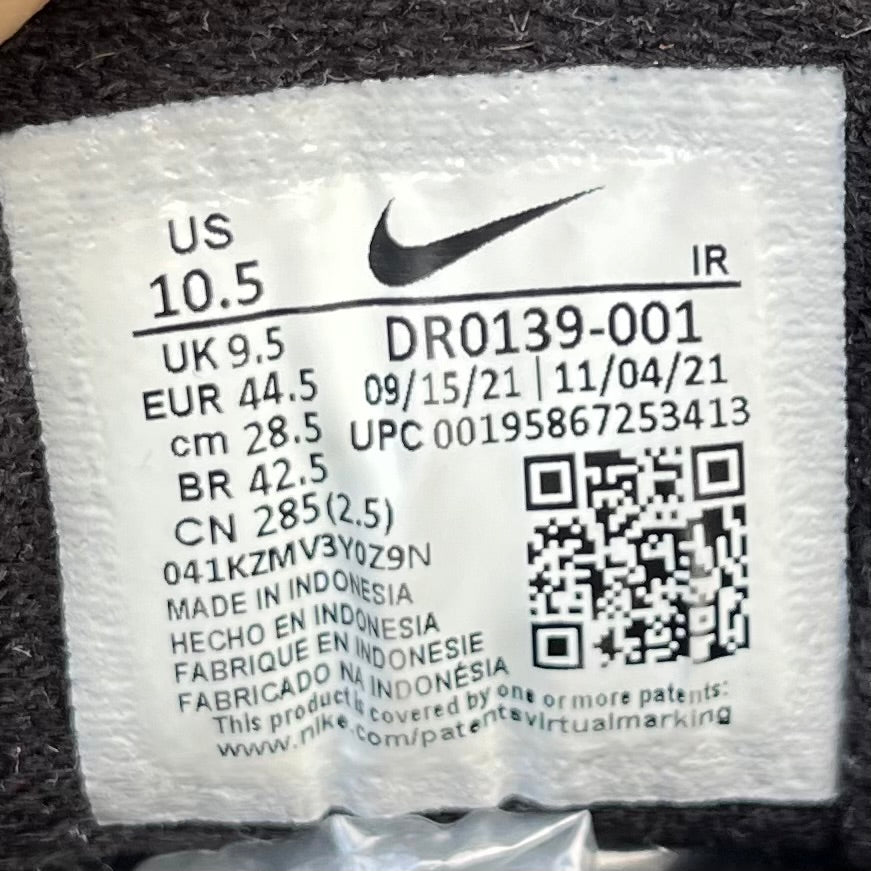 US
10.5
IR
UK 9.5
DR0139-001
EUR 44.5
09/15/21 | 11/04/21
cm 28.5
UPC 00195867253413
BR 42.5
CN 285(2.5)
041KZMV3Y0Z9N
MADE IN INDONESIA
HECHO EN INDONESIA
FABRIQUE EN INDONESIE
FABRICADO NA INDONÉSIA
This product is covered by one or more patents:
www.nike.com/patentsvirtualmarking